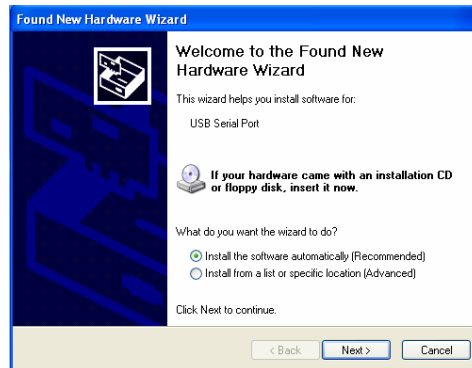 Found New Hardware Wizard
Welcome to the Found New
Hardware Wizard
This wizard helps you install software for:
USB Serial Port
If your hardware came with an installation CD
or floppy disk, insert it now.
What do you want the wizard to do?
Install the software automatically (Recommended)
Install from a list or specific location (Advanced)
Click Next to continue.
< Back Next > Cancel